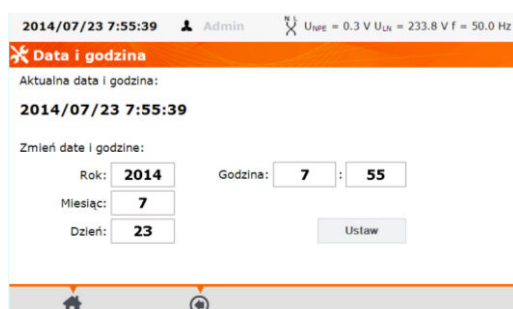 2014/07/23 7:55:39 Admin N L UNPE = 0.3 V ULN = 233.8 V f = 50.0 Hz
Data i godzina
Aktualna data i godzina:
2014/07/23 7:55:39
Zmień date i godzine:
Rok: 2014 Godzina: 7 : 55
Miesiąc: 7
Dzień: 23 Ustaw